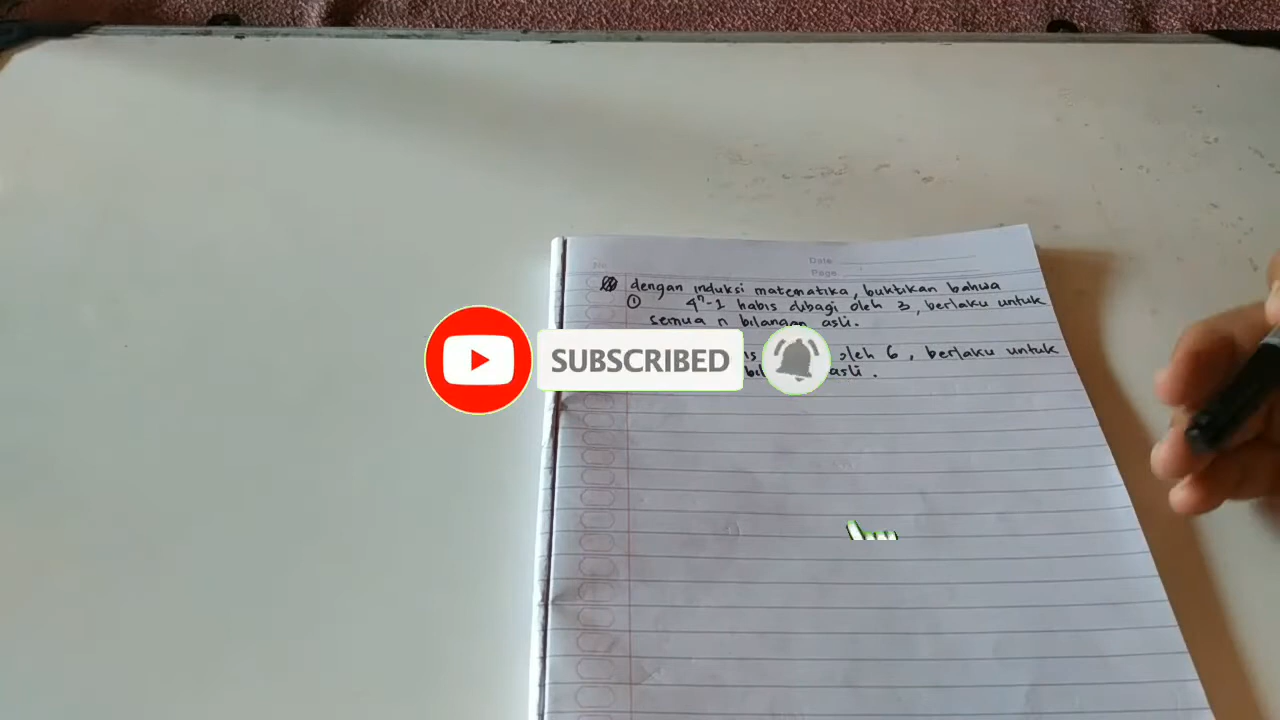 No
Date
Page
dengan induksi matematika, buktikan bahwa
① 4ⁿ-1 habis dibagi oleh 3, berlaku untuk
semua n bilangan asli.
oleh 6, berlaku untuk
asli.
SUBSCRIBED